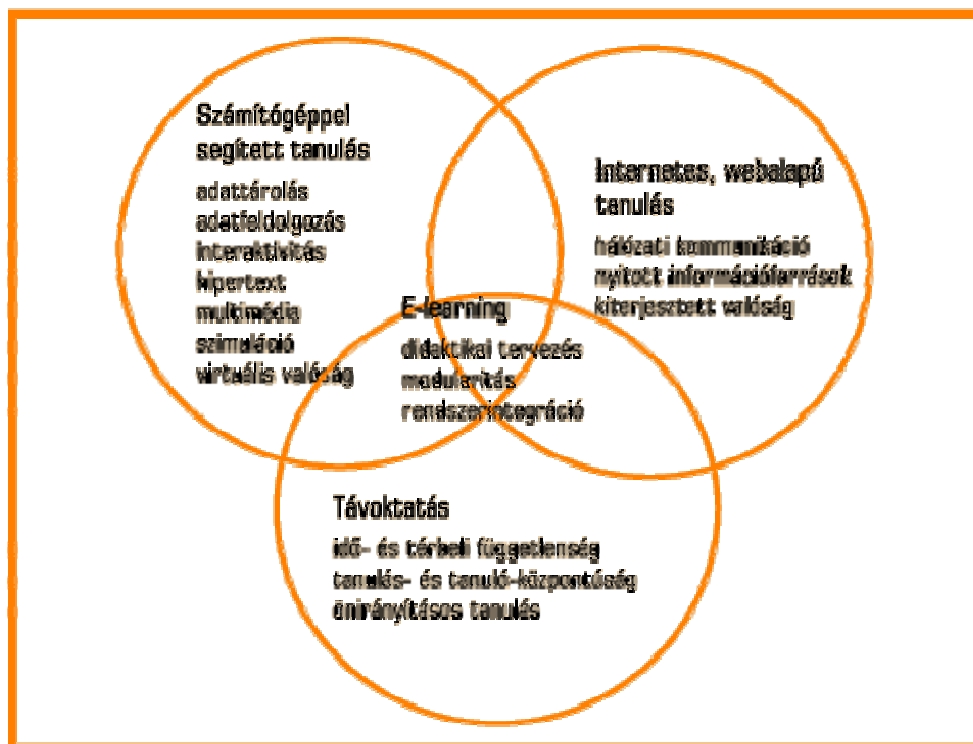 Számítógéppel
segített tanulás
adattárolás
adatfeldolgozás
interaktivitás
hipertext
multimédia
szimuláció
virtuális valóság
Internetes, webalapú
tanulás
hálózati kommunikáció
nyitott információforrások
kiterjesztett valóság
E-learning
didaktikai tervezés
modularitás
rendszerintegráció
Távoktatás
idő- és térbeli függetlenség
tanulás- és tanuló-központúság
önirányításos tanulás